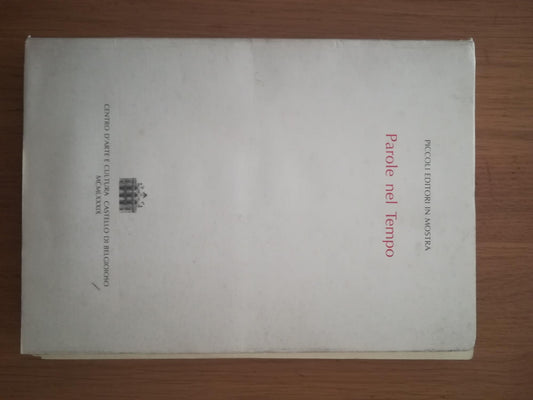 PICCOLI EDITORI IN MOSTRA
Parole nel Tempo
CENTRO D'ARTE E CULTURA CASTELLO DI BELGIOIOSO
MCMLXXXIX